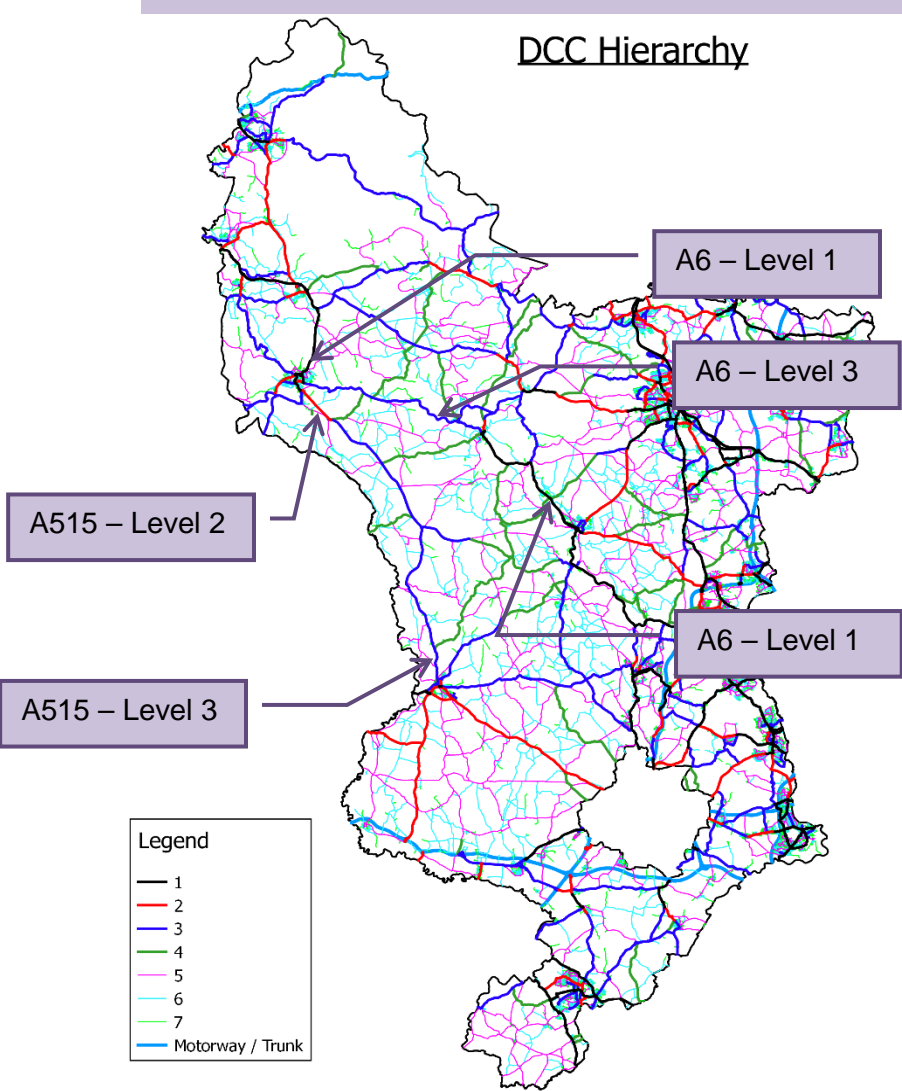 DCC Hierarchy
A6 – Level 1
A6 – Level 3
A515 – Level 2
A6 – Level 1
A515 – Level 3
Legend
1
2
3
4
5
6
7
Motorway / Trunk